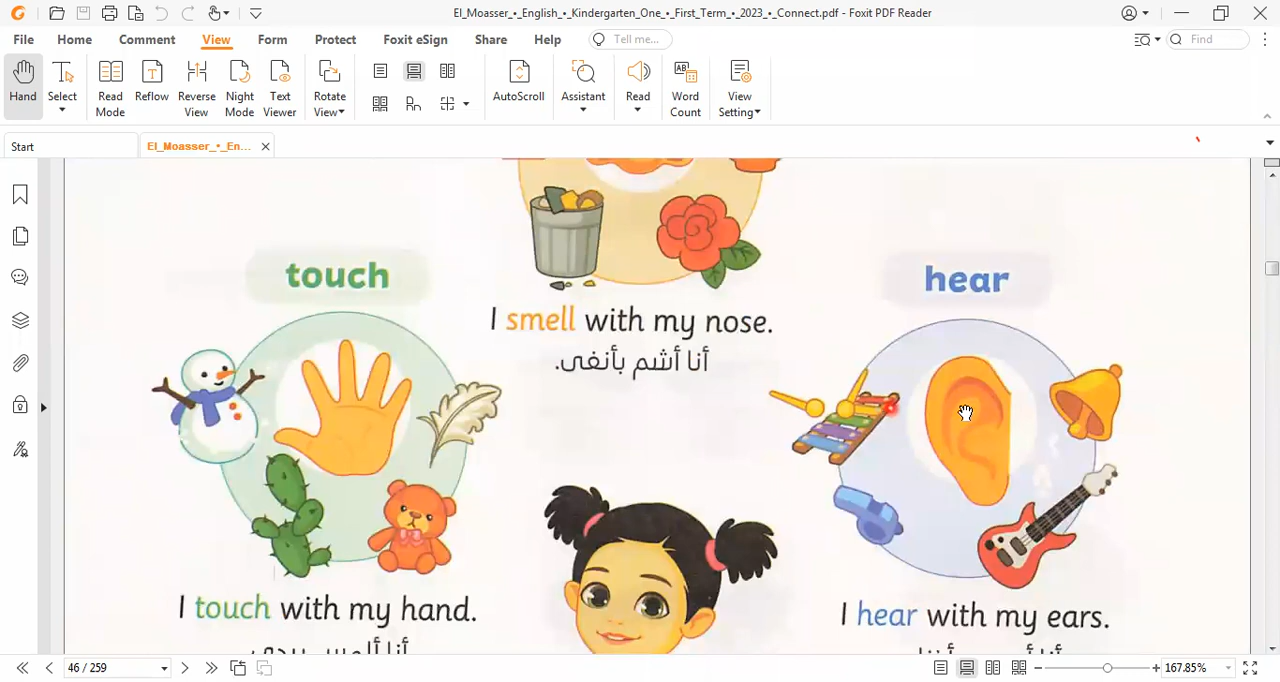 El_Moasser_•_English_•_Kindergarten_One_•_First_Term_•_2023_•_Connect.pdf - Foxit PDF Reader
File Home Comment View Form Protect Foxit eSign Share Help Tell me... Find
Hand Select Read Mode Reflow Reverse View Night Mode Text Viewer Rotate View AutoScroll Assistant Read Word Count View Setting
Start El_Moasser_•_En...
touch
hear
I smell with my nose.
أنا أشم بأنفى.
I touch with my hand.
I hear with my ears.
46 / 259 167.85%